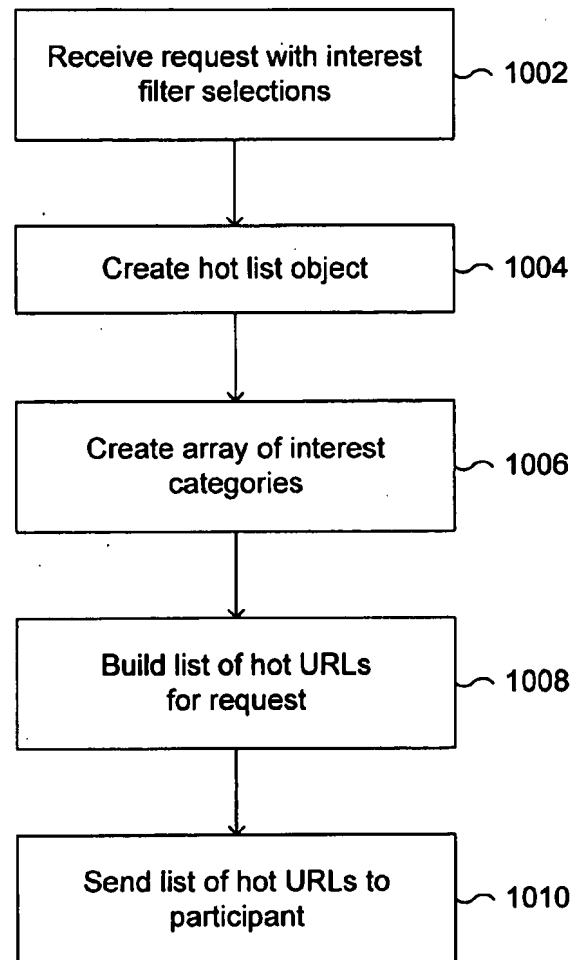 Receive request with interest
filter selections
1002
Create hot list object
1004
Create array of interest
categories
1006
Build list of hot URLs
for request
1008
Send list of hot URLs to
participant
1010